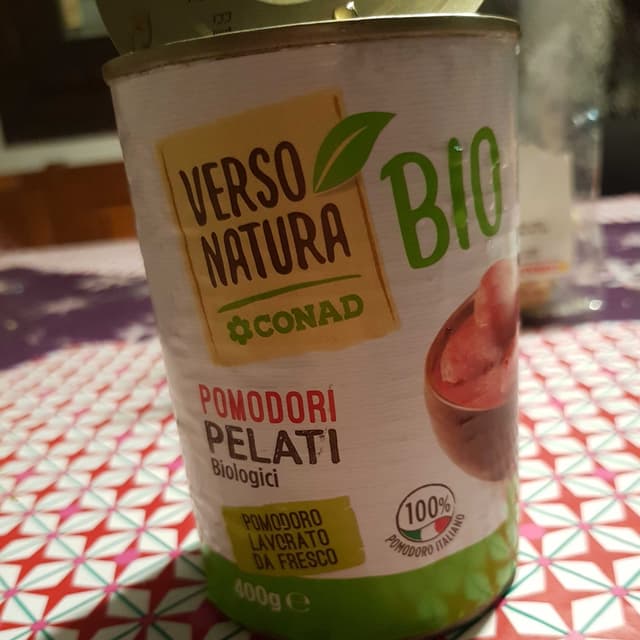 VERSO
NATURA
CONAD
BIO
POMODORI
PELATI
Biologici
POMODORO
LAVORATO
DA FRESCO
100%
POMODORO ITALIANO
400g ℮